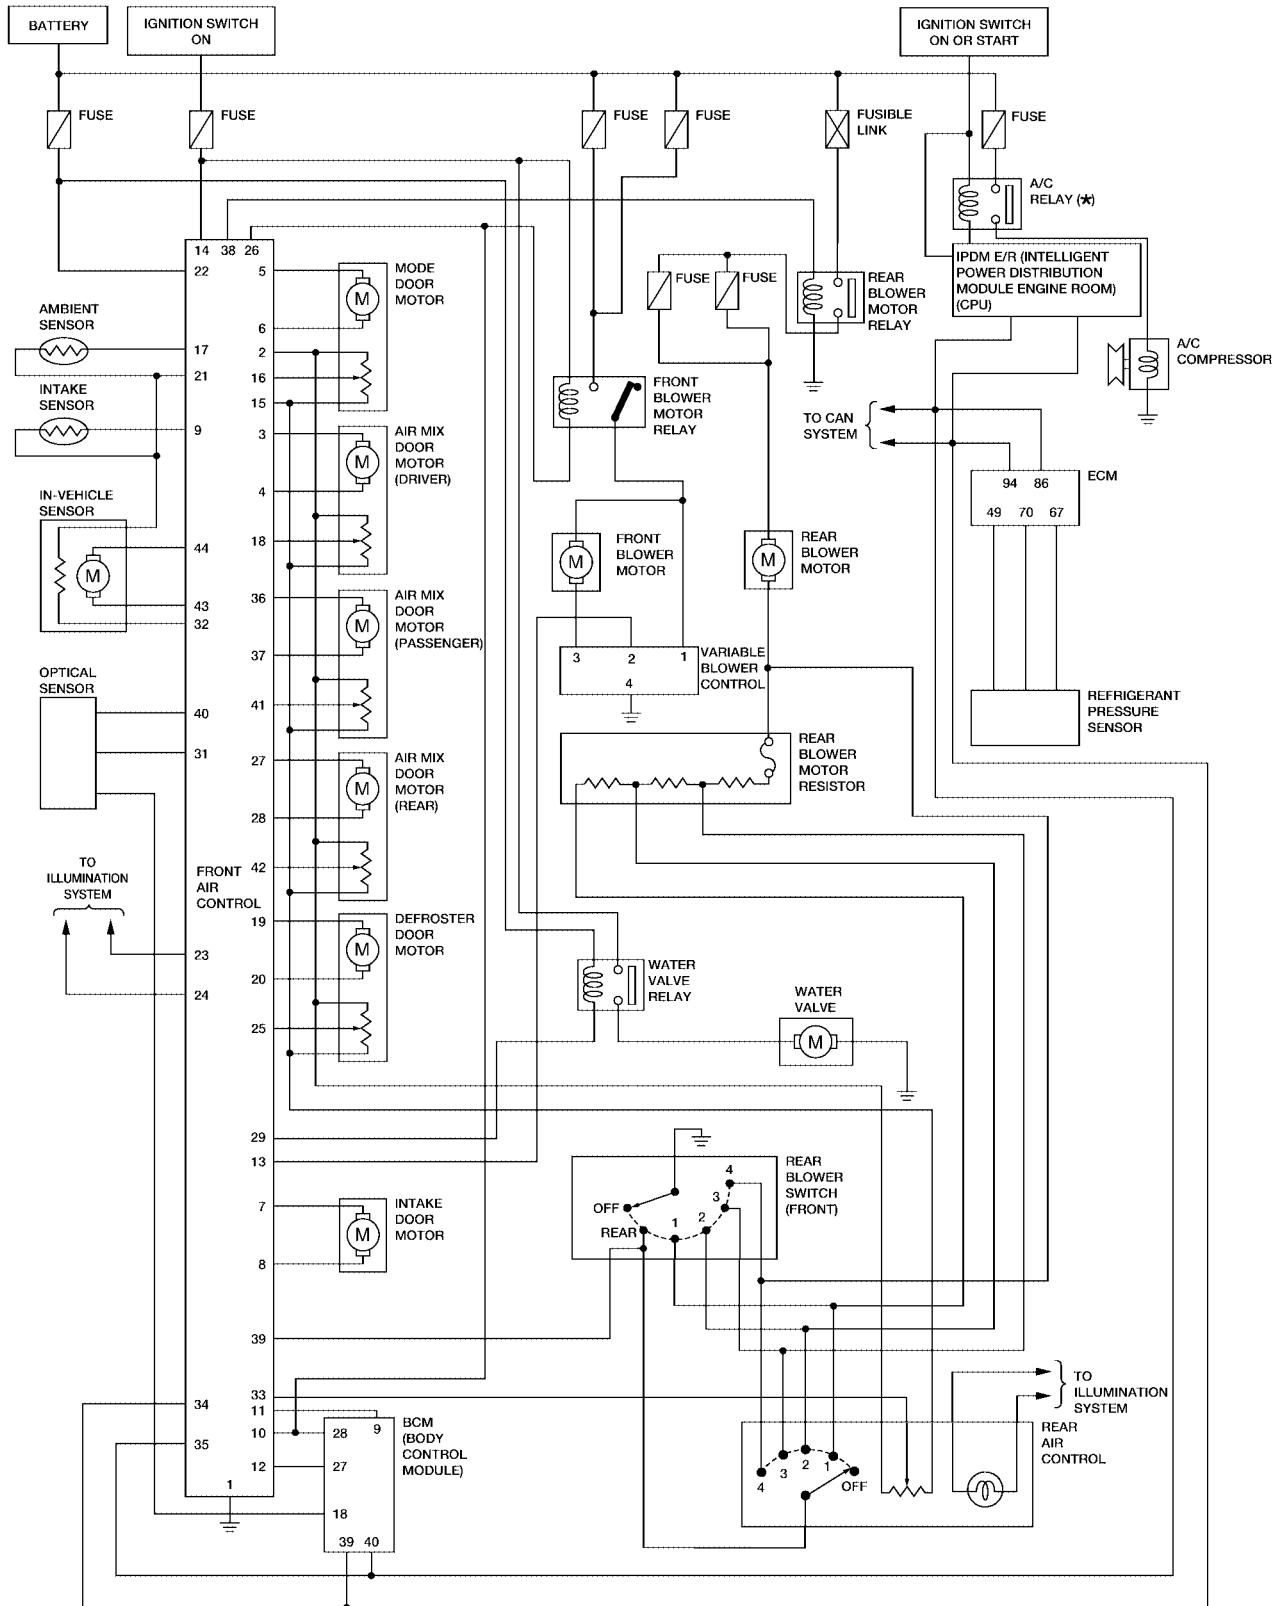 BATTERY
IGNITION SWITCH
ON
IGNITION SWITCH
ON OR START
FUSE
FUSE
FUSE
FUSE
FUSIBLE
LINK
FUSE
A/C
RELAY (★)
14 38 26
22
5
MODE
DOOR
MOTOR
M
6
FUSE
FUSE
REAR
BLOWER
MOTOR
RELAY
IPDM E/R (INTELLIGENT
POWER DISTRIBUTION
MODULE ENGINE ROOM)
(CPU)
AMBIENT
SENSOR
17
21
2
16
15
A/C
COMPRESSOR
INTAKE
SENSOR
9
FRONT
BLOWER
MOTOR
RELAY
TO CAN
SYSTEM
3
AIR MIX
DOOR
MOTOR
(DRIVER)
M
4
18
ECM
94 86
49 70 67
IN-VEHICLE
SENSOR
44
M
43
32
FRONT
BLOWER
MOTOR
M
REAR
BLOWER
MOTOR
M
36
AIR MIX
DOOR
MOTOR
(PASSENGER)
M
37
41
3 2 1
4
VARIABLE
BLOWER
CONTROL
OPTICAL
SENSOR
40
31
REFRIGERANT
PRESSURE
SENSOR
27
AIR MIX
DOOR
MOTOR
(REAR)
M
28
42
REAR
BLOWER
MOTOR
RESISTOR
FRONT
AIR
CONTROL
TO
ILLUMINATION
SYSTEM
23
24
19
DEFROSTER
DOOR
MOTOR
M
20
25
WATER
VALVE
RELAY
WATER
VALVE
M
29
13
REAR
BLOWER
SWITCH
(FRONT)
OFF
REAR
1
2
3
4
7
INTAKE
DOOR
MOTOR
M
8
39
34
35
33
11
10
12
1
BCM
(BODY
CONTROL
MODULE)
9
28
27
18
39 40
TO
ILLUMINATION
SYSTEM
REAR
AIR
CONTROL
4
3
2
1
OFF